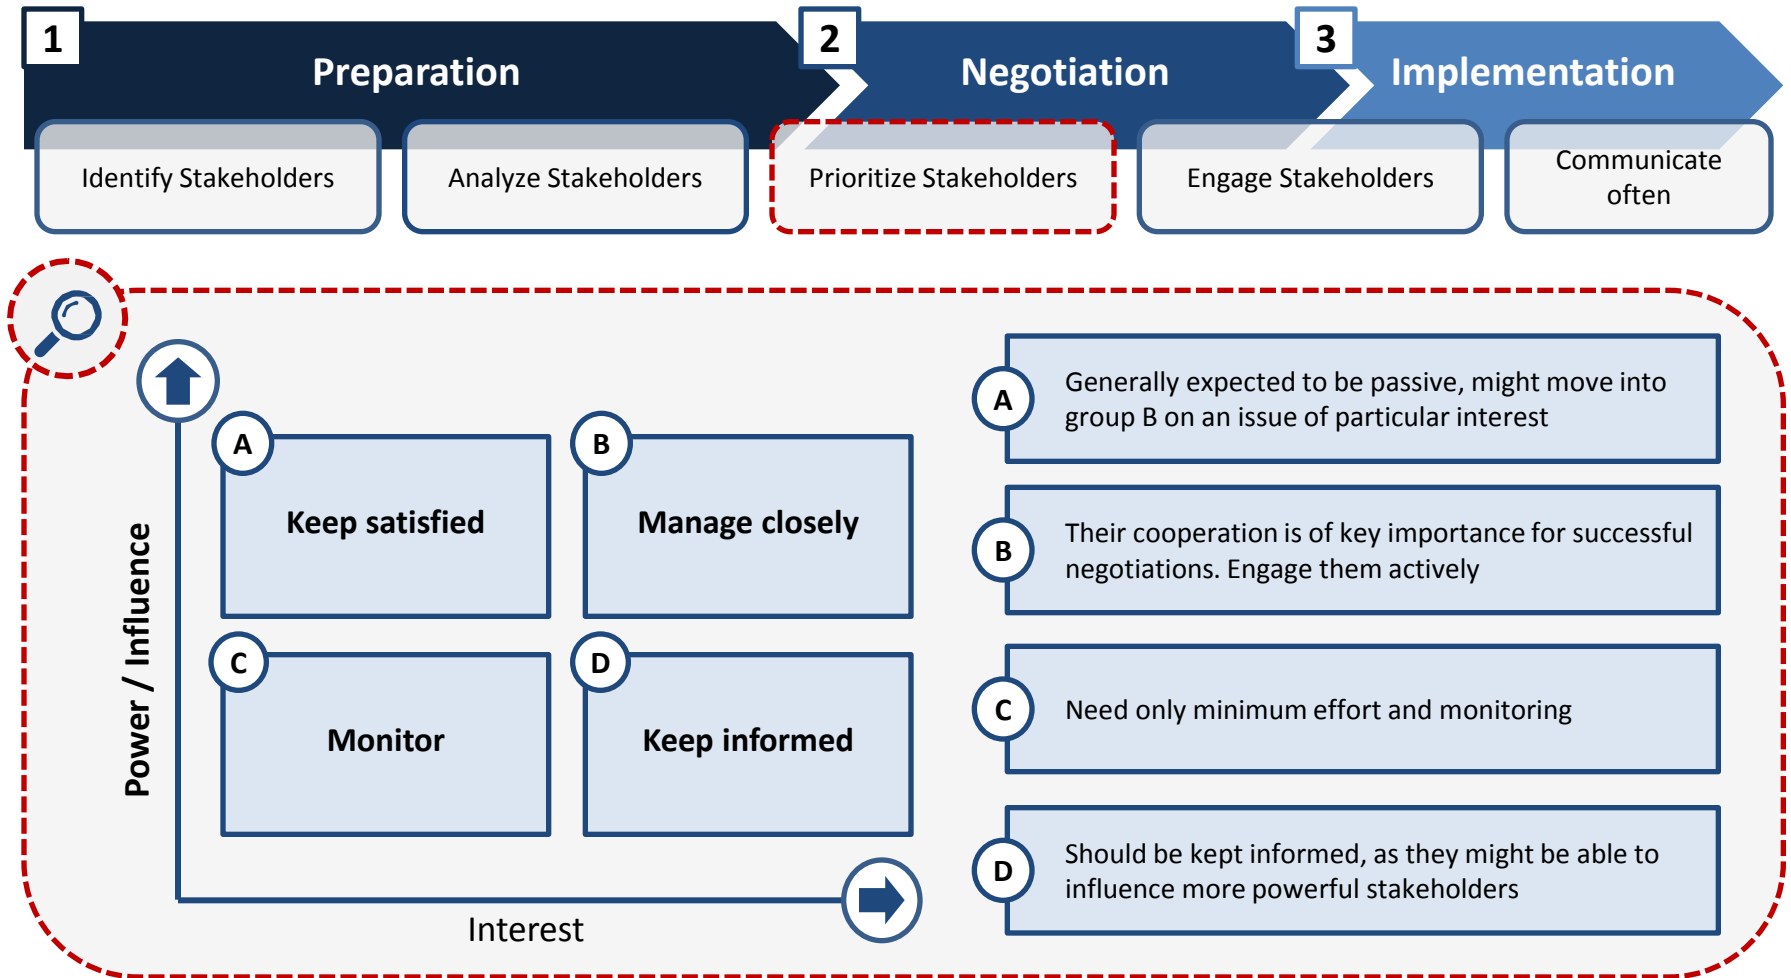 1
Preparation
2
Negotiation
3
Implementation
Identify Stakeholders
Analyze Stakeholders
Prioritize Stakeholders
Engage Stakeholders
Communicate
often
Power / Influence
A
Keep satisfied
B
Manage closely
C
Monitor
D
Keep informed
Interest
A
Generally expected to be passive, might move into
group B on an issue of particular interest
B
Their cooperation is of key importance for successful
negotiations. Engage them actively
C
Need only minimum effort and monitoring
D
Should be kept informed, as they might be able to
influence more powerful stakeholders